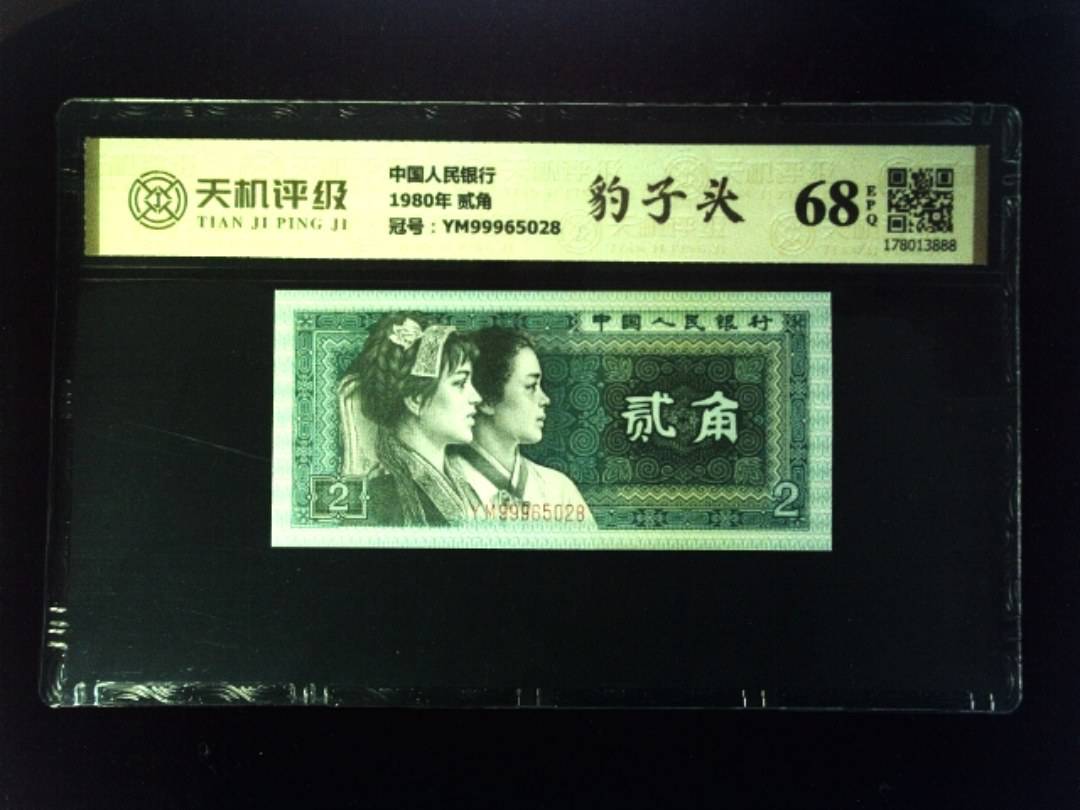 天机评级
TIAN JI PING JI
中国人民银行
1980年 贰角
冠号：YM99965028
豹子头
68
EPQ
178013888
中国人民银行
贰角
2
YM99965028
2